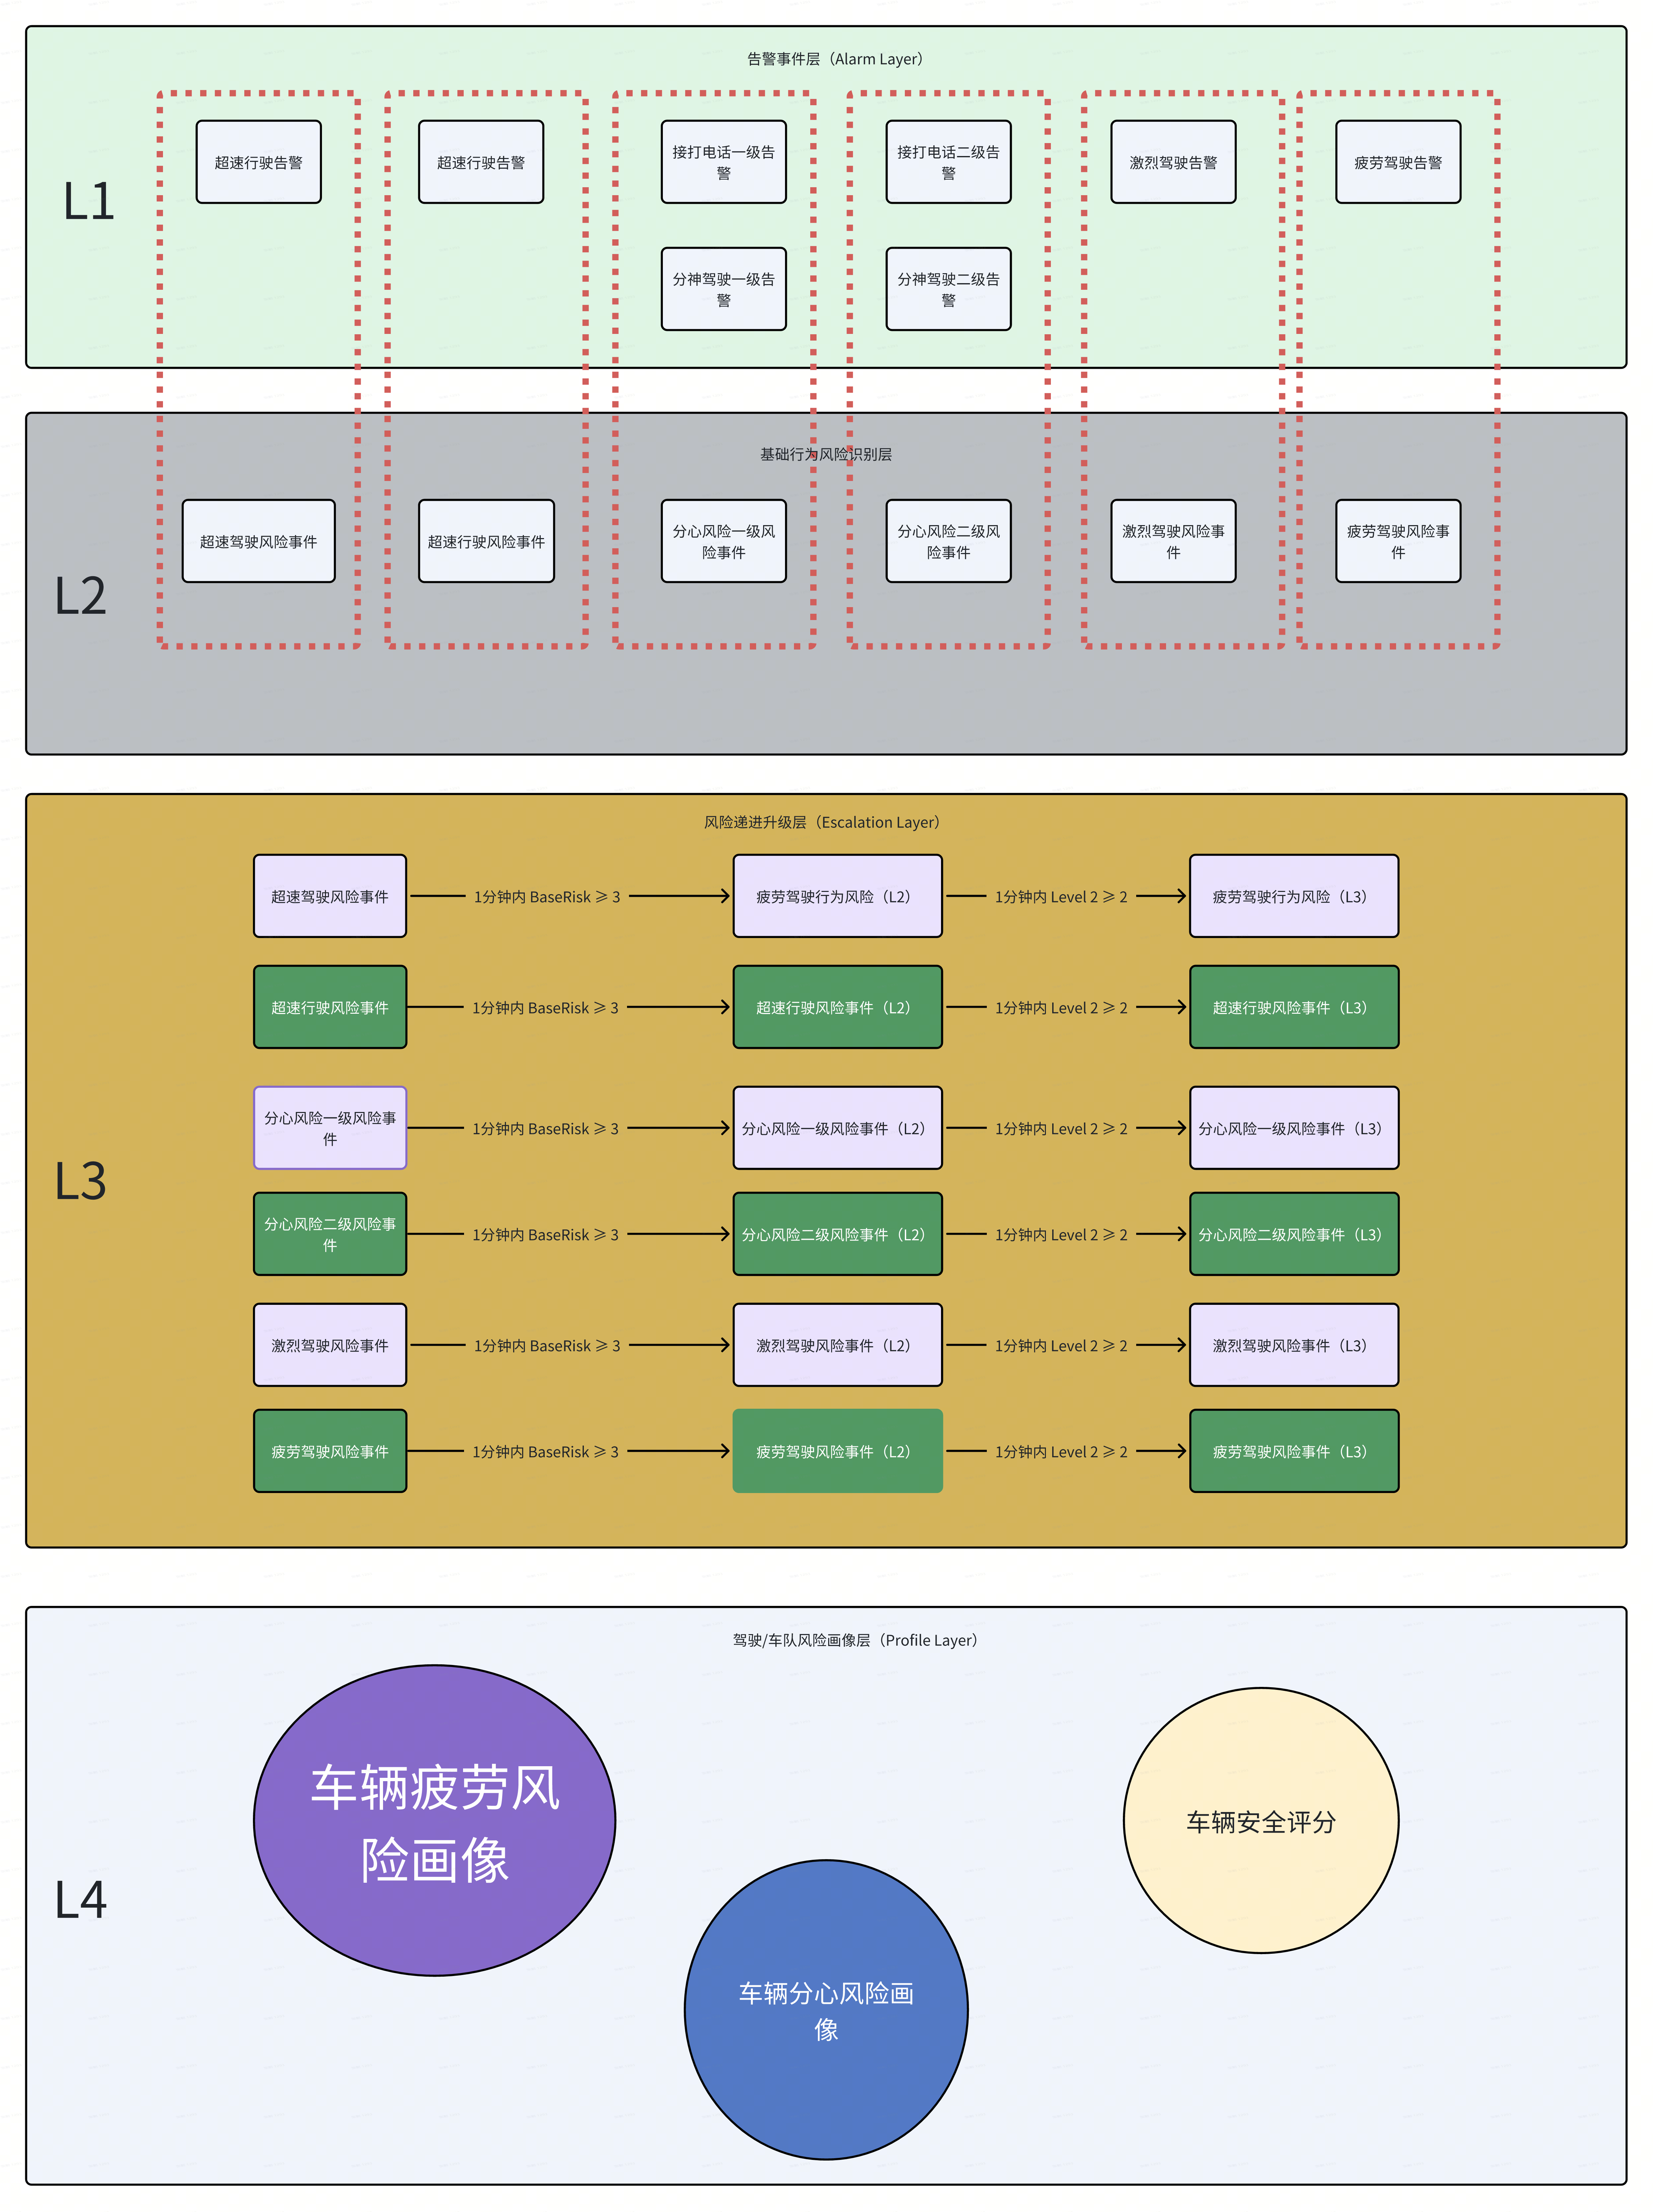 告警事件层（Alarm Layer）
L1
超速行驶告警
超速行驶告警
接打电话一级告
警
接打电话二级告
警
激烈驾驶告警
疲劳驾驶告警
分神驾驶一级告
警
分神驾驶二级告
警
基础行为风险识别层
L2
超速驾驶风险事件
超速行驶风险事件
分心风险一级风
险事件
分心风险二级风
险事件
激烈驾驶风险事
件
疲劳驾驶风险事
件
风险递进升级层（Escalation Layer）
L3
超速驾驶风险事件
1分钟内 BaseRisk ≥ 3
疲劳驾驶行为风险（L2）
1分钟内 Level 2 ≥ 2
疲劳驾驶行为风险（L3）
超速行驶风险事件
1分钟内 BaseRisk ≥ 3
超速行驶风险事件（L2）
1分钟内 Level 2 ≥ 2
超速行驶风险事件（L3）
分心风险一级风险事
件
1分钟内 BaseRisk ≥ 3
分心风险一级风险事件（L2）
1分钟内 Level 2 ≥ 2
分心风险一级风险事件（L3）
分心风险二级风险事
件
1分钟内 BaseRisk ≥ 3
分心风险二级风险事件（L2）
1分钟内 Level 2 ≥ 2
分心风险二级风险事件（L3）
激烈驾驶风险事件
1分钟内 BaseRisk ≥ 3
激烈驾驶风险事件（L2）
1分钟内 Level 2 ≥ 2
激烈驾驶风险事件（L3）
疲劳驾驶风险事件
1分钟内 BaseRisk ≥ 3
疲劳驾驶风险事件（L2）
1分钟内 Level 2 ≥ 2
疲劳驾驶风险事件（L3）
驾驶/车队风险画像层（Profile Layer）
L4
车辆疲劳风
险画像
车辆安全评分
车辆分心风险画
像